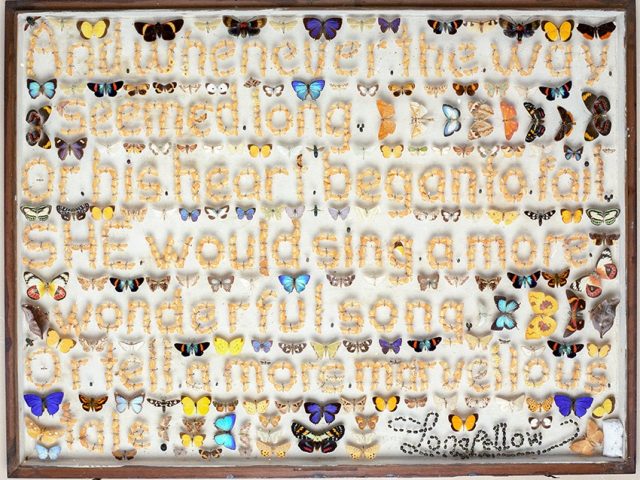 And whenever the way
seemed long,
or his heart began to fail,
SHE, would sing a more
wonderful song,
Or tell a more marvellous
tale!
Longfellow